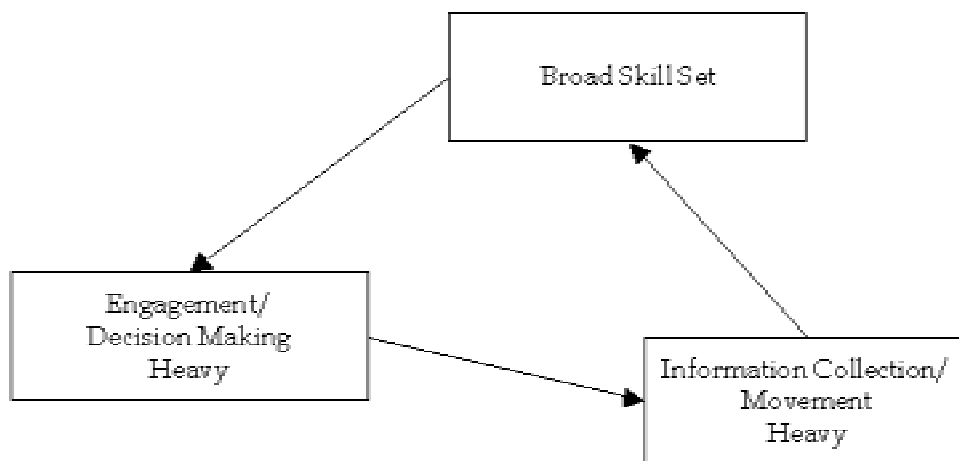 Broad Skill Set
Engagement/
Decision Making
Heavy
Information Collection/
Movement
Heavy